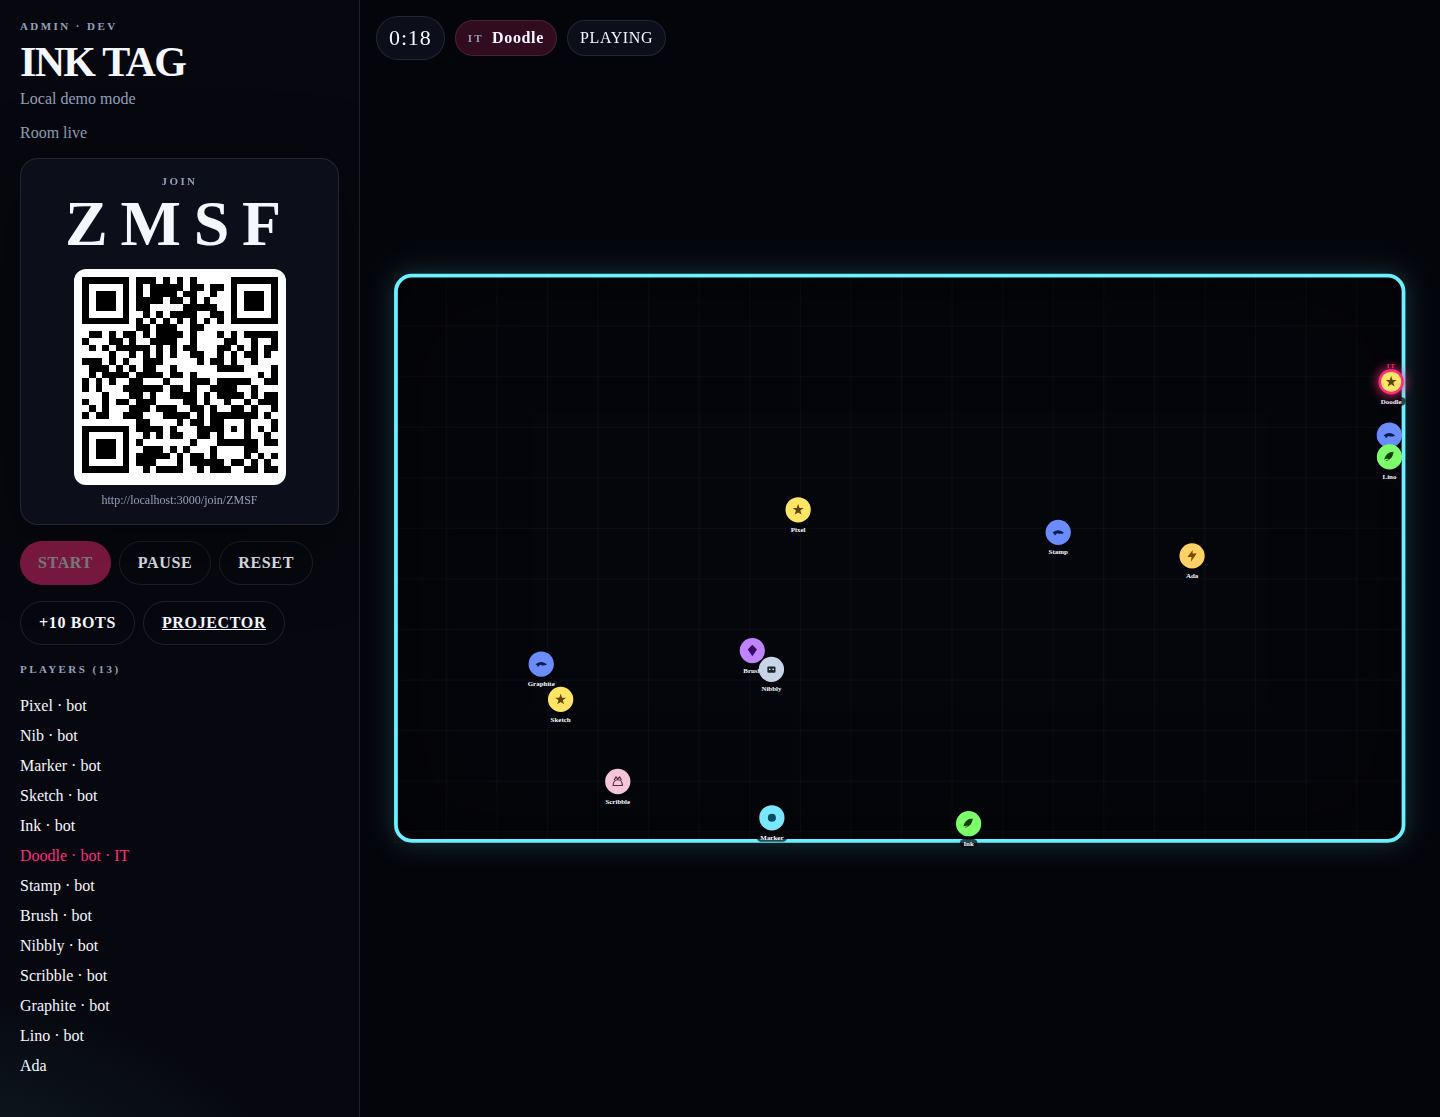 ADMIN · DEV
INK TAG
Local demo mode
Room live
JOIN
ZMSF
http://localhost:3000/join/ZMSF
START
PAUSE
RESET
+10 BOTS
PROJECTOR
PLAYERS (13)
Pixel · bot
Nib · bot
Marker · bot
Sketch · bot
Ink · bot
Doodle · bot · IT
Stamp · bot
Brush · bot
Nibbly · bot
Scribble · bot
Graphite · bot
Lino · bot
Ada
0:18
IT Doodle
PLAYING
IT
Doodle
Lino
Pixel
Stamp
Ada
Brush
Nibbly
Graphite
Sketch
Scribble
Marker
Ink